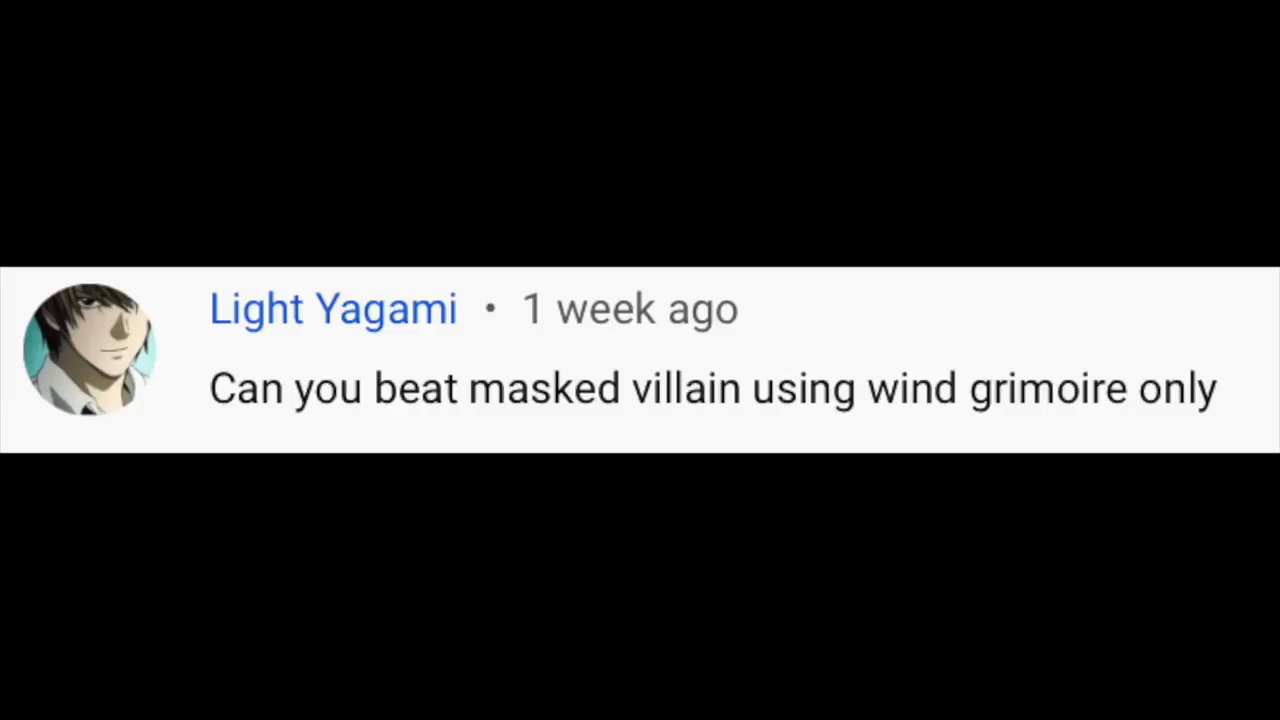 Light Yagami • 1 week ago
Can you beat masked villain using wind grimoire only